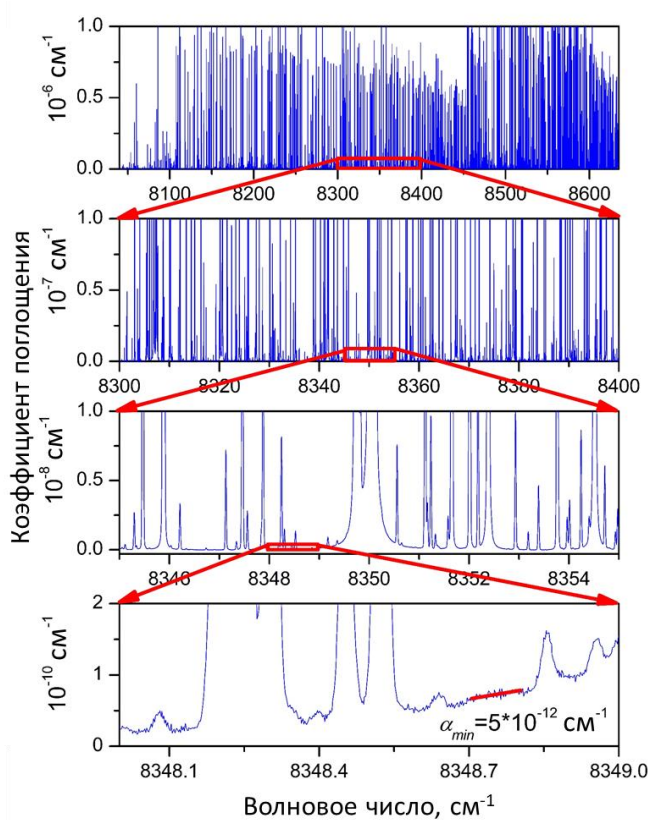 Коэффициент поглощения
10⁻⁶ см⁻¹
1.0
0.5
0.0
8100 8200 8300 8400 8500 8600
10⁻⁷ см⁻¹
1.0
0.5
0.0
8300 8320 8340 8360 8380 8400
10⁻⁸ см⁻¹
1.0
0.5
0.0
8346 8348 8350 8352 8354
10⁻¹⁰ см⁻¹
2
1
0
α_min=5*10⁻¹² см⁻¹
8348.1 8348.4 8348.7 8349.0
Волновое число, см⁻¹